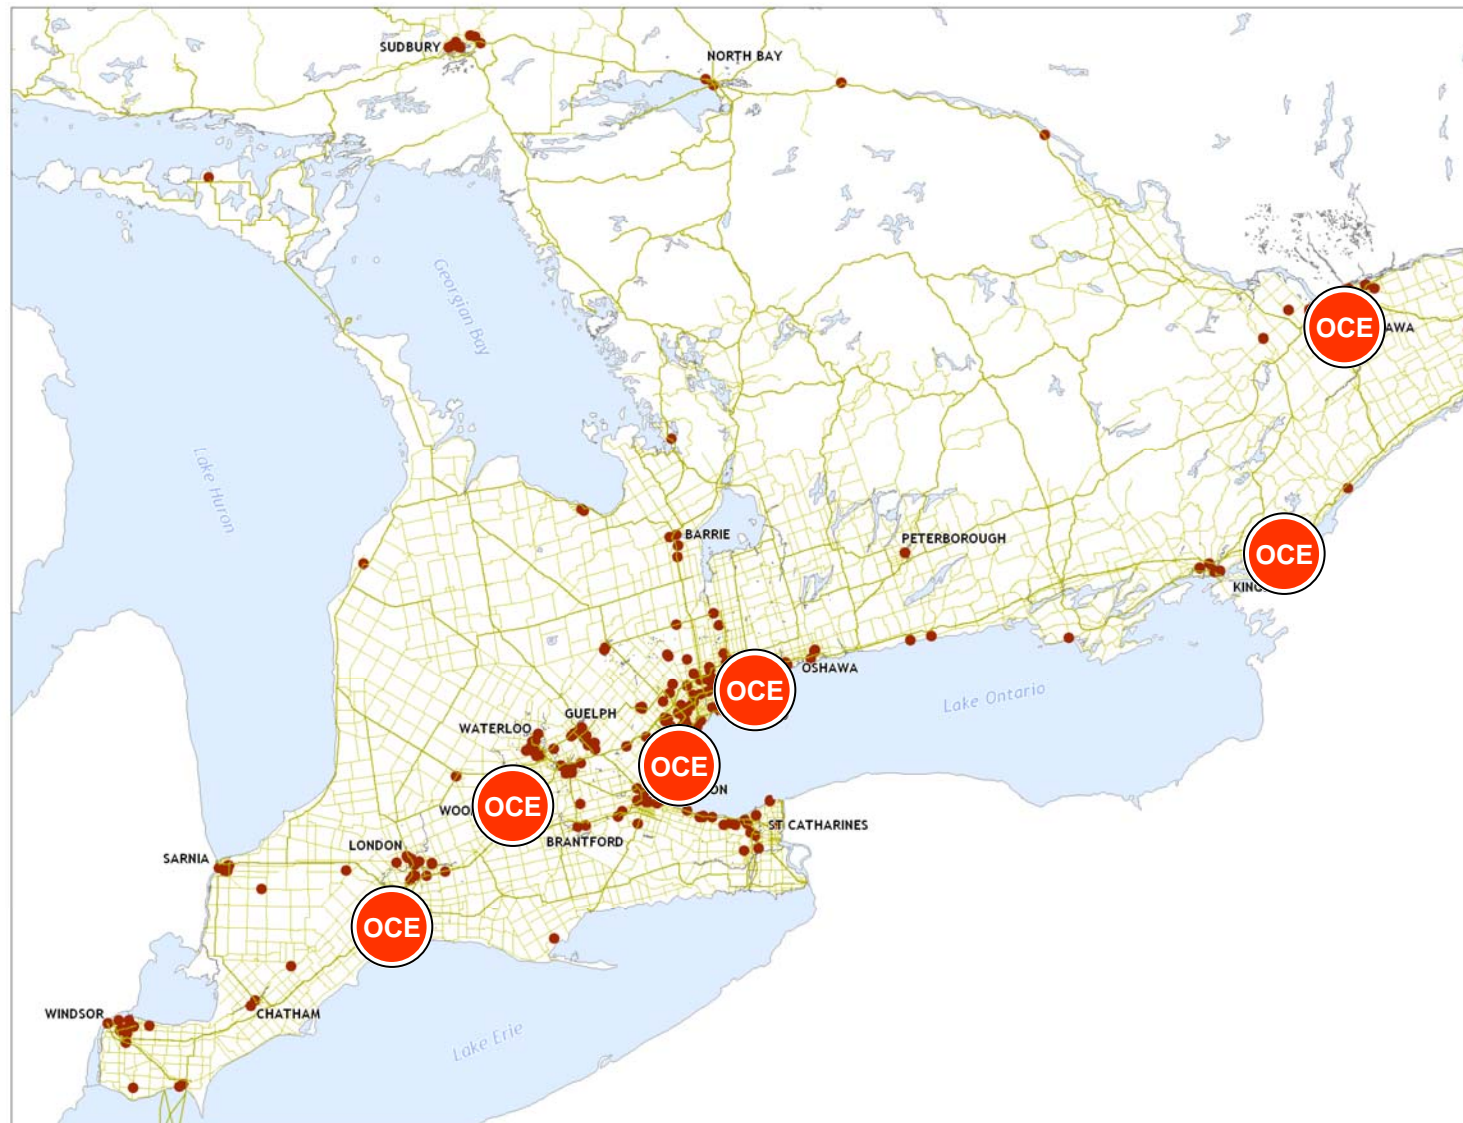 SUDBURY
NORTH BAY
Georgian Bay
OCE
AWA
Lake Huron
BARRIE
PETERBOROUGH
OCE
KING
OSHAWA
OCE
Lake Ontario
GUELPH
WATERLOO
OCE
ON
WOO
OCE
ST CATHARINES
BRANTFORD
LONDON
SARNIA
OCE
WINDSOR
CHATHAM
Lake Erie